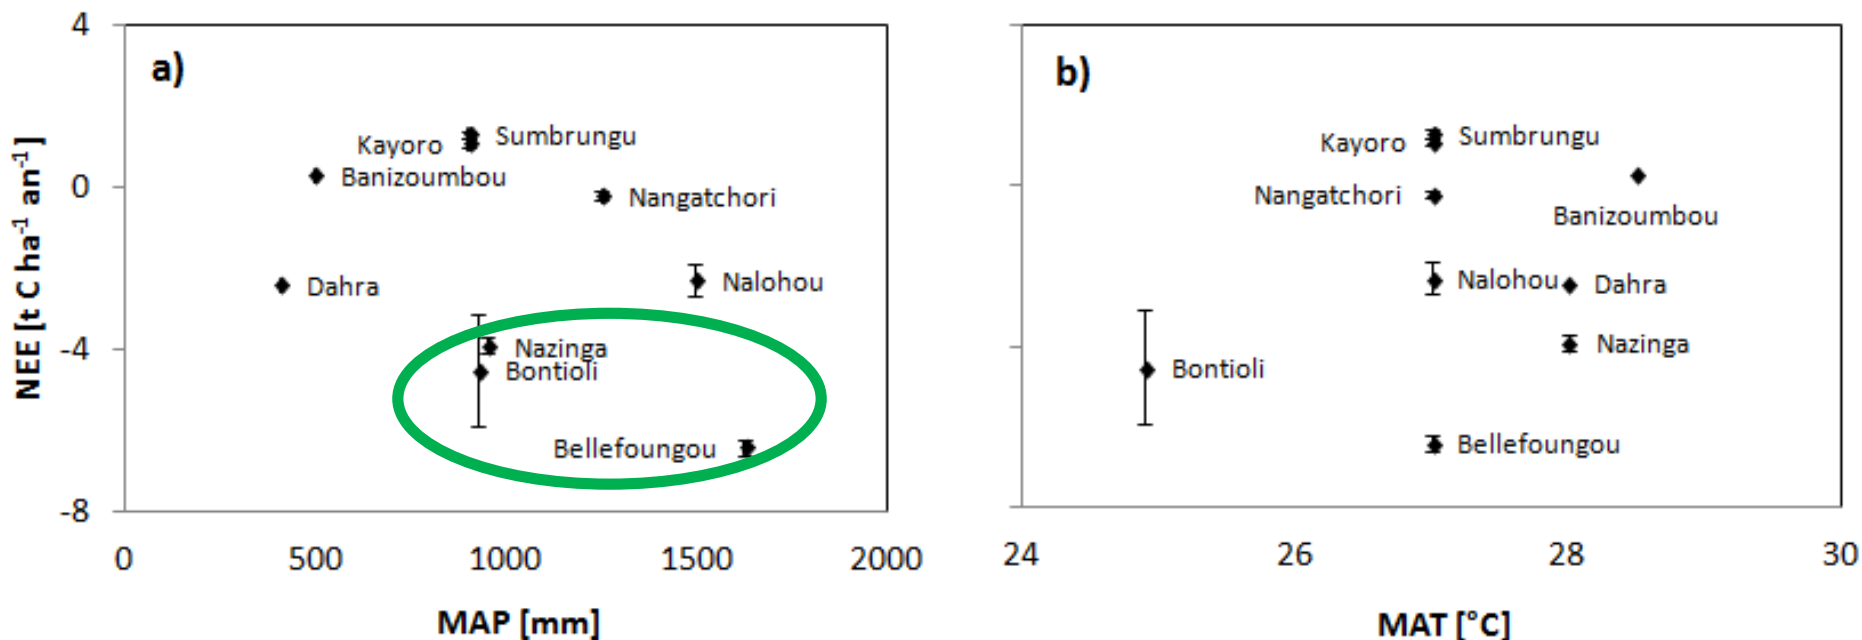 NEE [t C ha⁻¹ an⁻¹]
4
0
-4
-8
a)
Kayoro
Sumbrungu
Banizoumbou
Nangatchori
Dahra
Nalohou
Nazinga
Bontioli
Bellefoungou
0 500 1000 1500 2000
MAP [mm]
b)
Kayoro
Sumbrungu
Nangatchori
Banizoumbou
Nalohou
Dahra
Nazinga
Bontioli
Bellefoungou
24 26 28 30
MAT [°C]